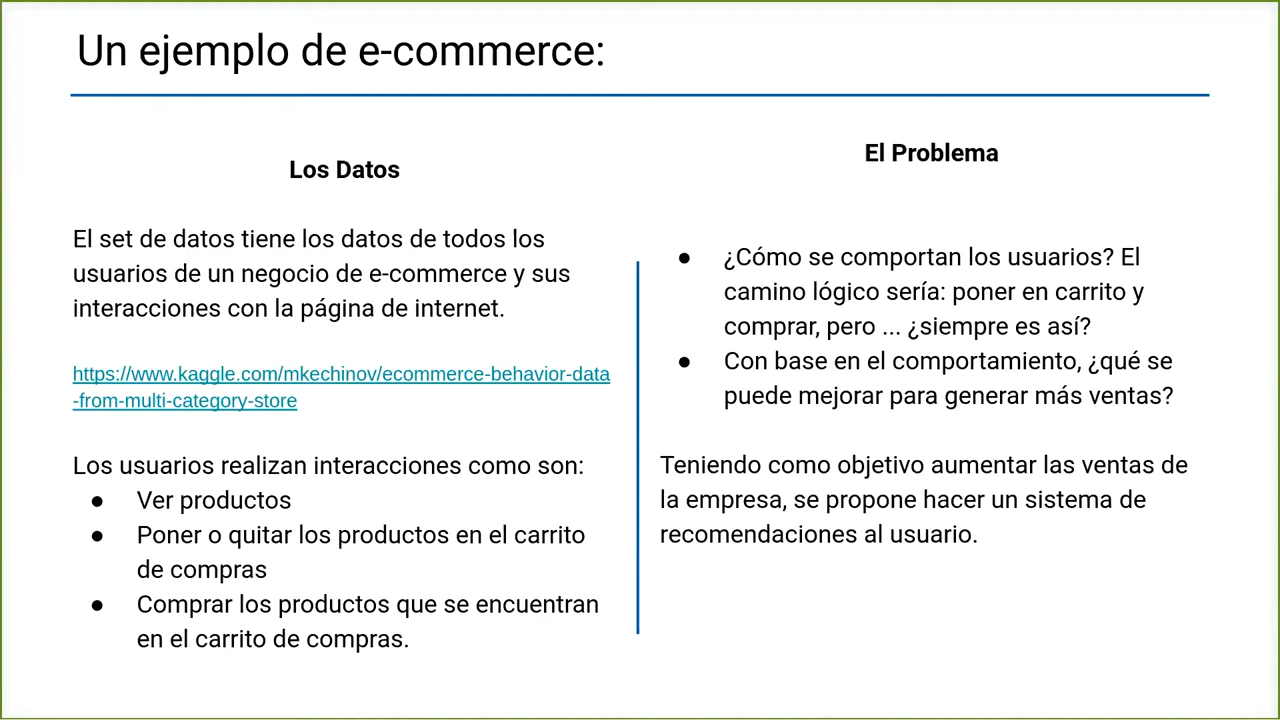 Un ejemplo de e-commerce:
Los Datos
El set de datos tiene los datos de todos los
usuarios de un negocio de e-commerce y sus
interacciones con la página de internet.
https://www.kaggle.com/mkechinov/ecommerce-behavior-data
-from-multi-category-store
Los usuarios realizan interacciones como son:
● Ver productos
● Poner o quitar los productos en el carrito
de compras
● Comprar los productos que se encuentran
en el carrito de compras.
El Problema
● ¿Cómo se comportan los usuarios? El
camino lógico sería: poner en carrito y
comprar, pero ... ¿siempre es así?
● Con base en el comportamiento, ¿qué se
puede mejorar para generar más ventas?
Teniendo como objetivo aumentar las ventas de
la empresa, se propone hacer un sistema de
recomendaciones al usuario.